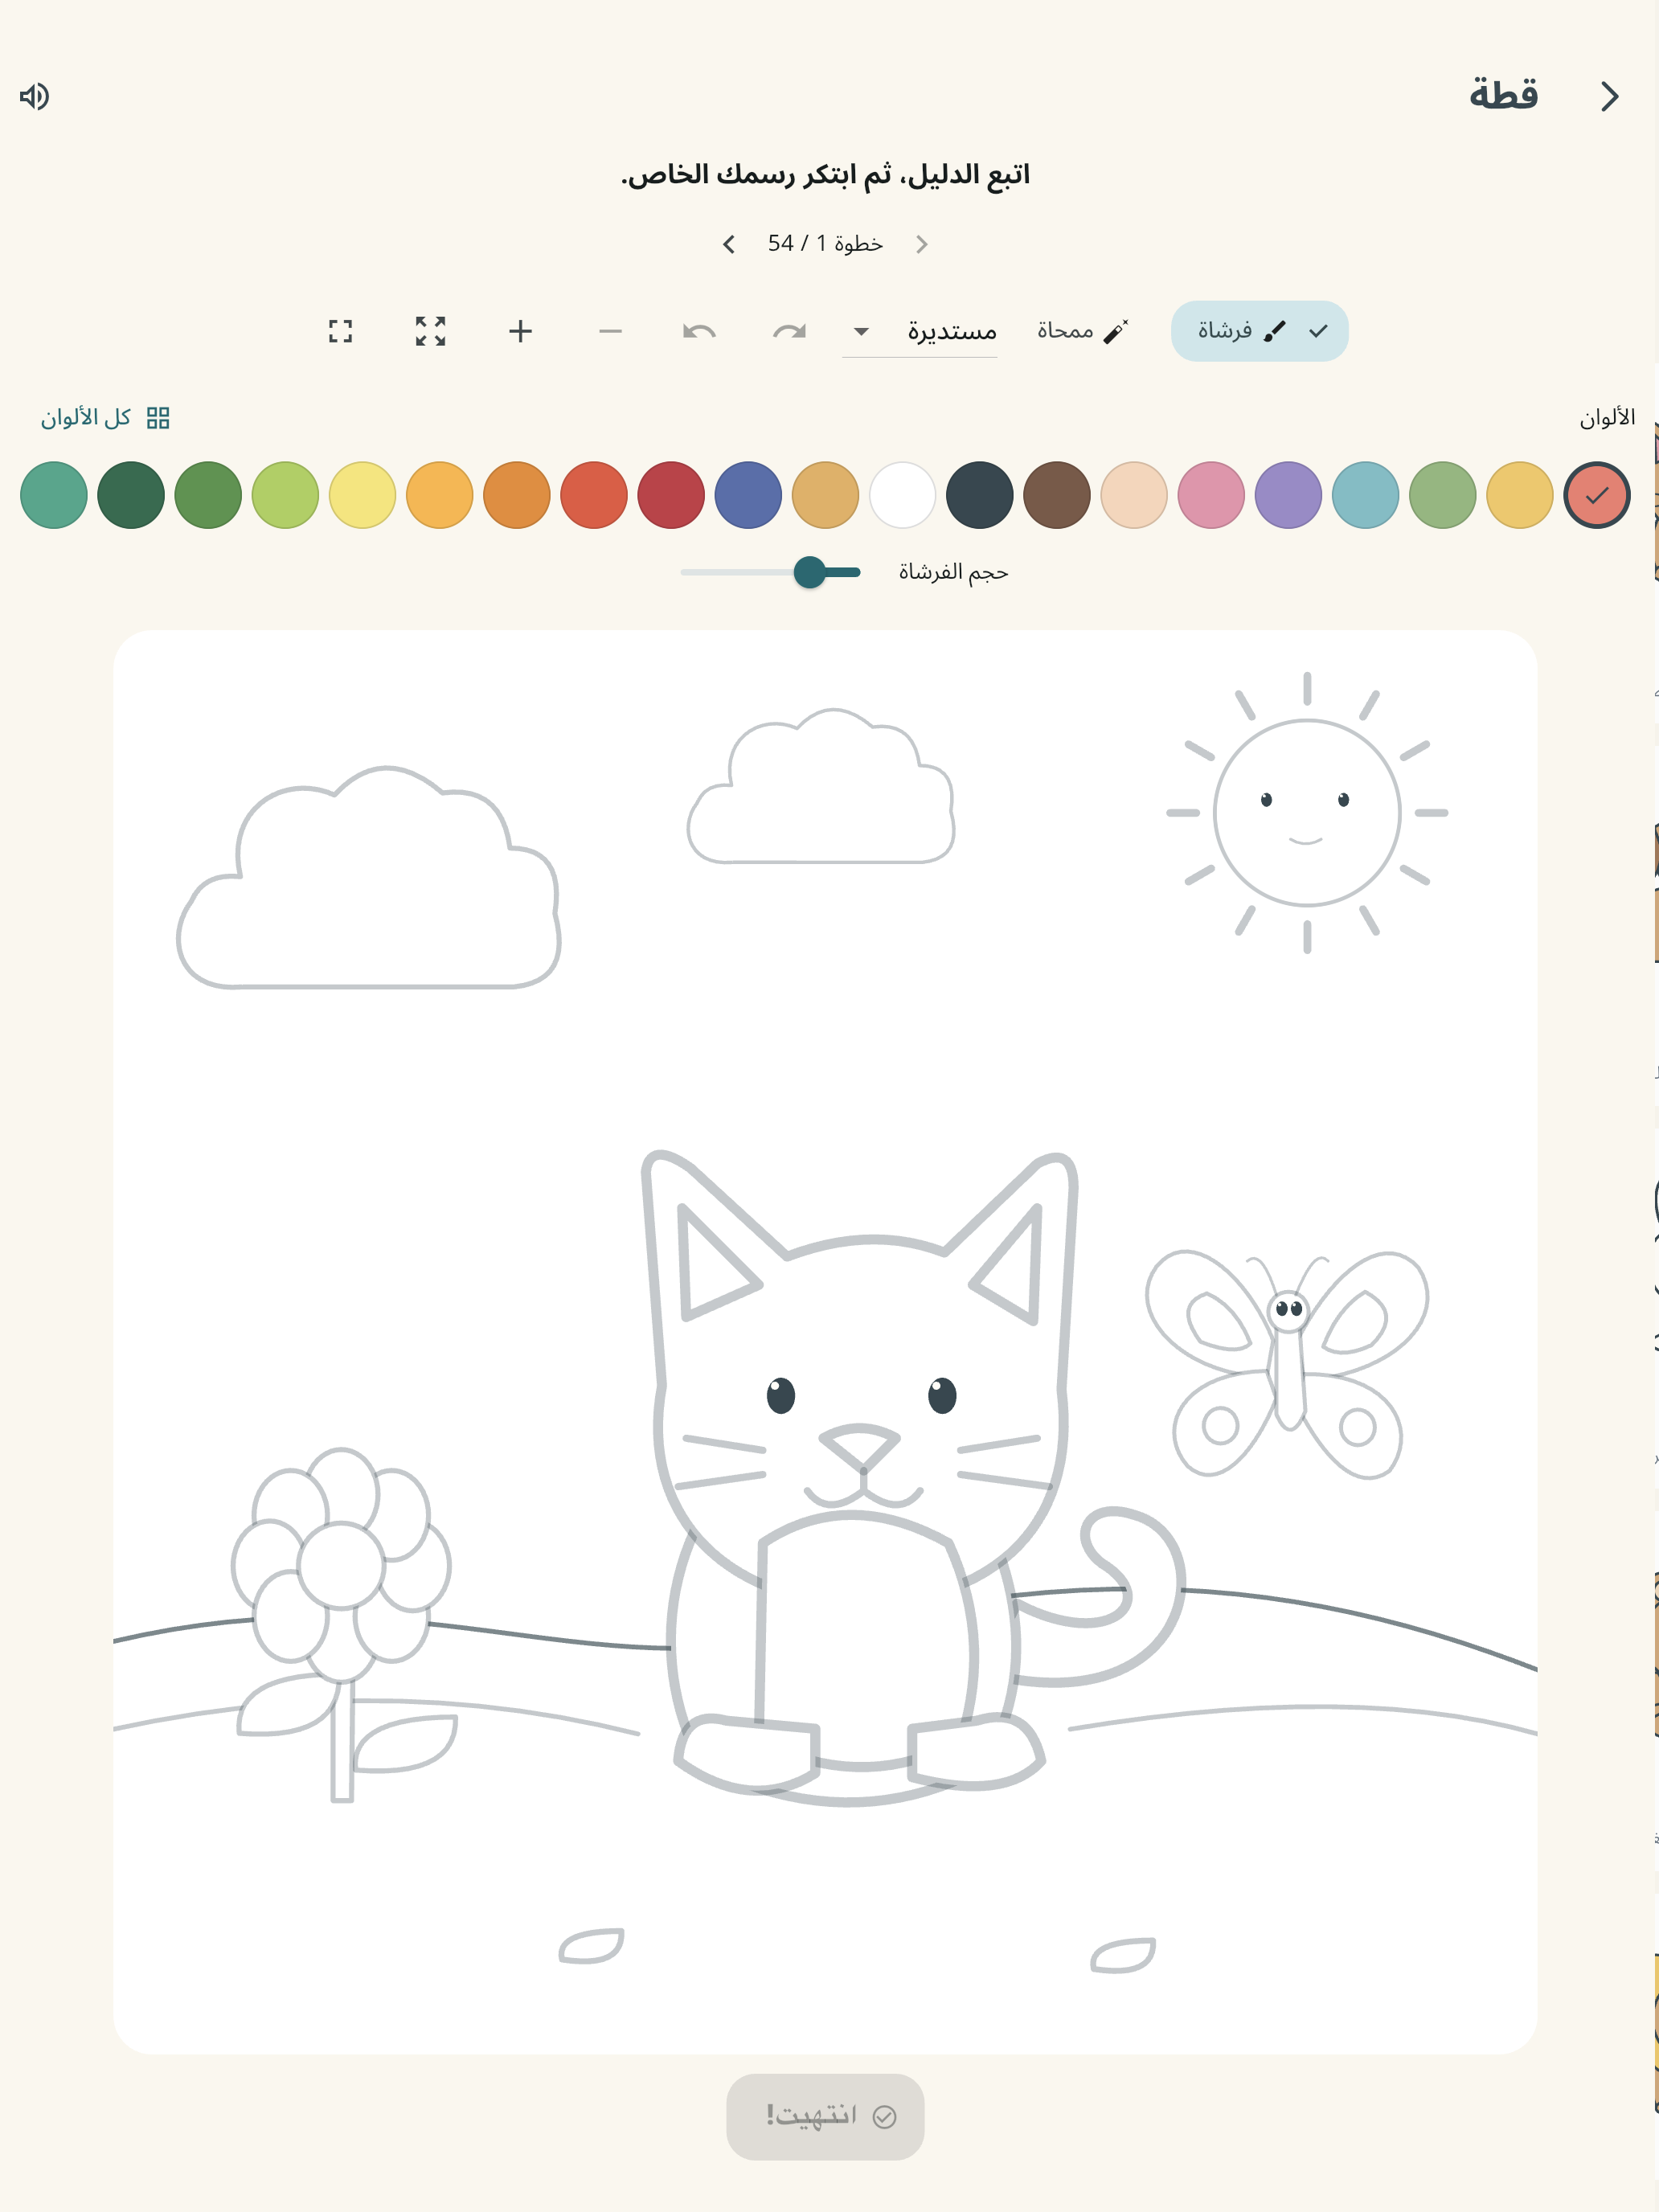 قطة
اتبع الدليل، ثم ابتكر رسمك الخاص.
خطوة 1 / 54
فرشاة ممحاة مستديرة
الألوان كل الألوان
حجم الفرشاة
انتهيت!